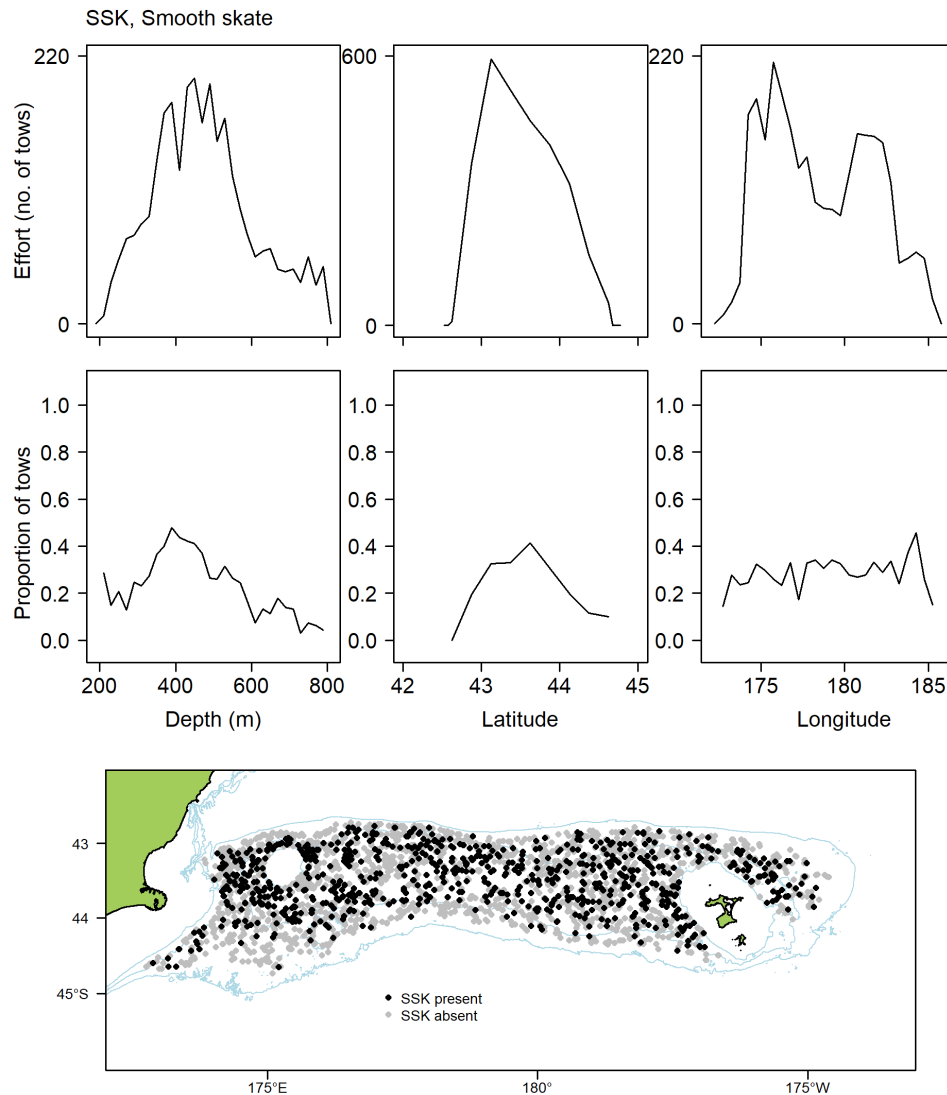 SSK, Smooth skate
Effort (no. of tows)
220
0
600
0
220
0
Proportion of tows
1.0
0.8
0.6
0.4
0.2
0.0
1.0
0.8
0.6
0.4
0.2
0.0
1.0
0.8
0.6
0.4
0.2
0.0
200 400 600 800
42 43 44 45
175 180 185
Depth (m)
Latitude
Longitude
43
44
45°S
SSK present
SSK absent
175°E 180° 175°W